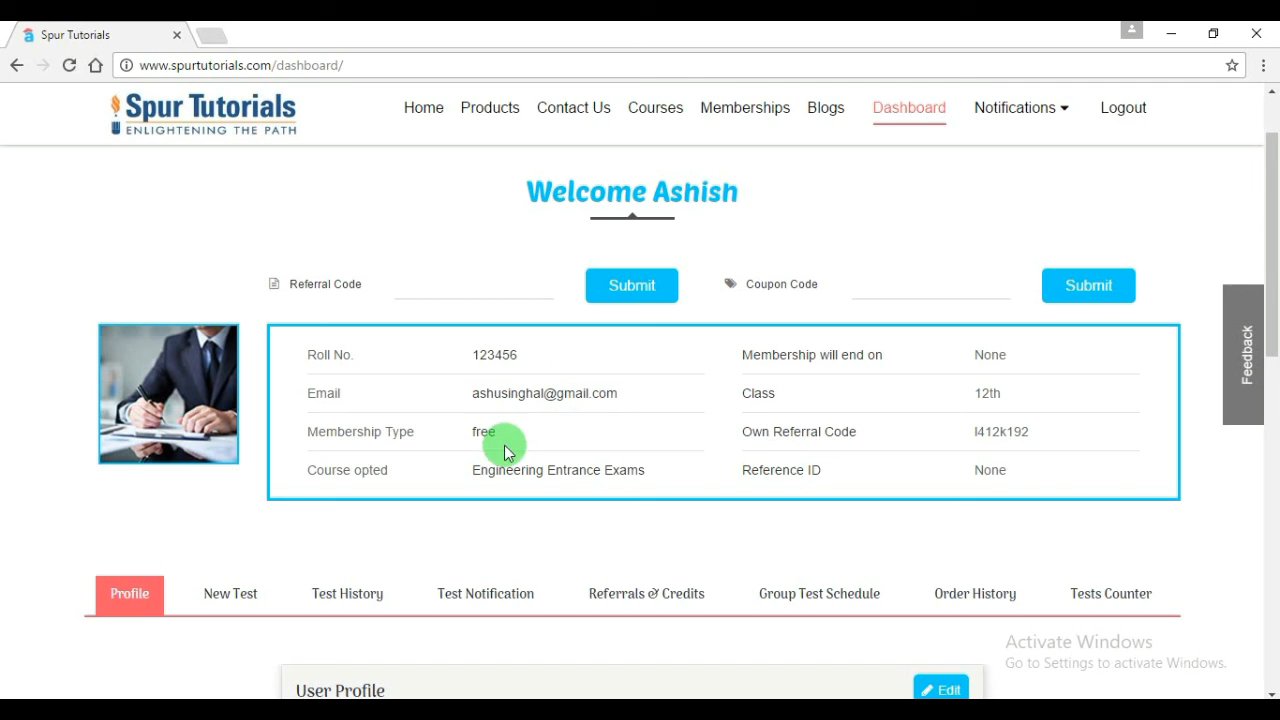 Spur Tutorials
www.spurtutorials.com/dashboard/
Spur Tutorials
ENLIGHTENING THE PATH
Home Products Contact Us Courses Memberships Blogs Dashboard Notifications Logout
Welcome Ashish
Referral Code Submit Coupon Code Submit
Roll No. 123456 Membership will end on None
Email ashusinghal@gmail.com Class 12th
Membership Type free Own Referral Code I412k192
Course opted Engineering Entrance Exams Reference ID None
Feedback
Profile New Test Test History Test Notification Referrals & Credits Group Test Schedule Order History Tests Counter
Activate Windows
Go to Settings to activate Windows.
User Profile Edit